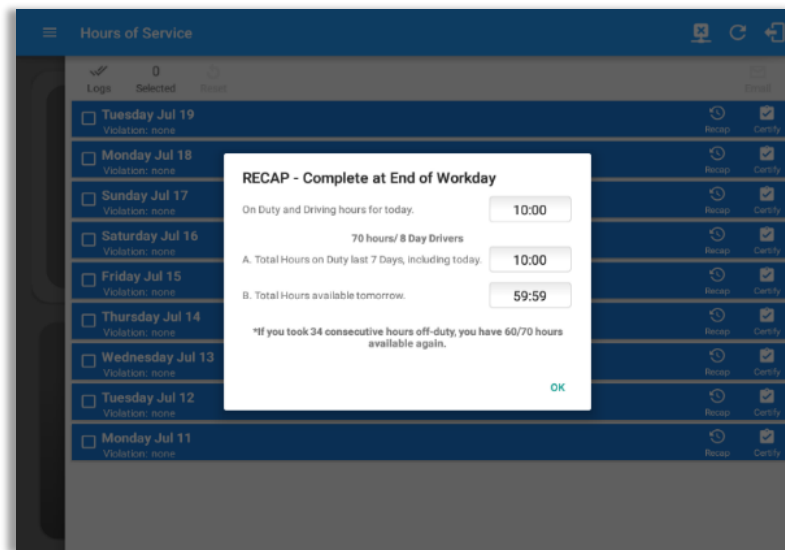 Hours of Service
0
Logs Selected Reset Email
Tuesday Jul 19
Violation: none
Recap Certify
Monday Jul 18
Violation: none
Recap Certify
Sunday Jul 17
Violation: none
Recap Certify
Saturday Jul 16
Violation: none
Recap Certify
Friday Jul 15
Violation: none
Recap Certify
Thursday Jul 14
Violation: none
Recap Certify
Wednesday Jul 13
Violation: none
Recap Certify
Tuesday Jul 12
Violation: none
Recap Certify
Monday Jul 11
Violation: none
Recap Certify
RECAP - Complete at End of Workday
On Duty and Driving hours for today. 10:00
70 hours/ 8 Day Drivers
A. Total Hours on Duty last 7 Days, including today. 10:00
B. Total Hours available tomorrow. 59:59
*If you took 34 consecutive hours off-duty, you have 60/70 hours
available again.
OK